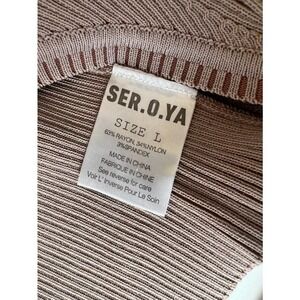 SER.O.YA
SIZE L
63% RAYON, 34%NYLON
3%SPANDEX
MADE IN CHINA
FABRIQUE EN CHINE
See reverse for care
Voir L' Inverse Pour Le Soin